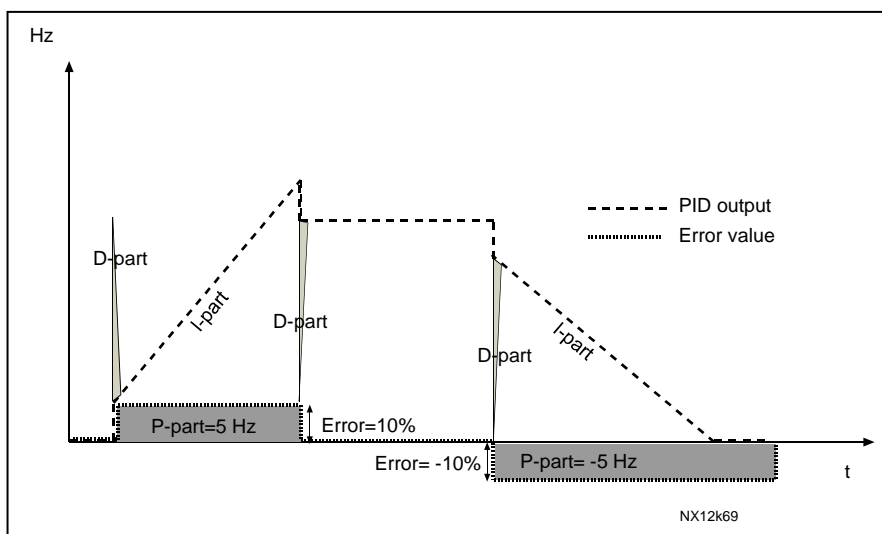 Hz
PID output
Error value
D-part
I-part
D-part
D-part
I-part
P-part=5 Hz
Error=10%
Error= -10%
P-part= -5 Hz
t
NX12k69